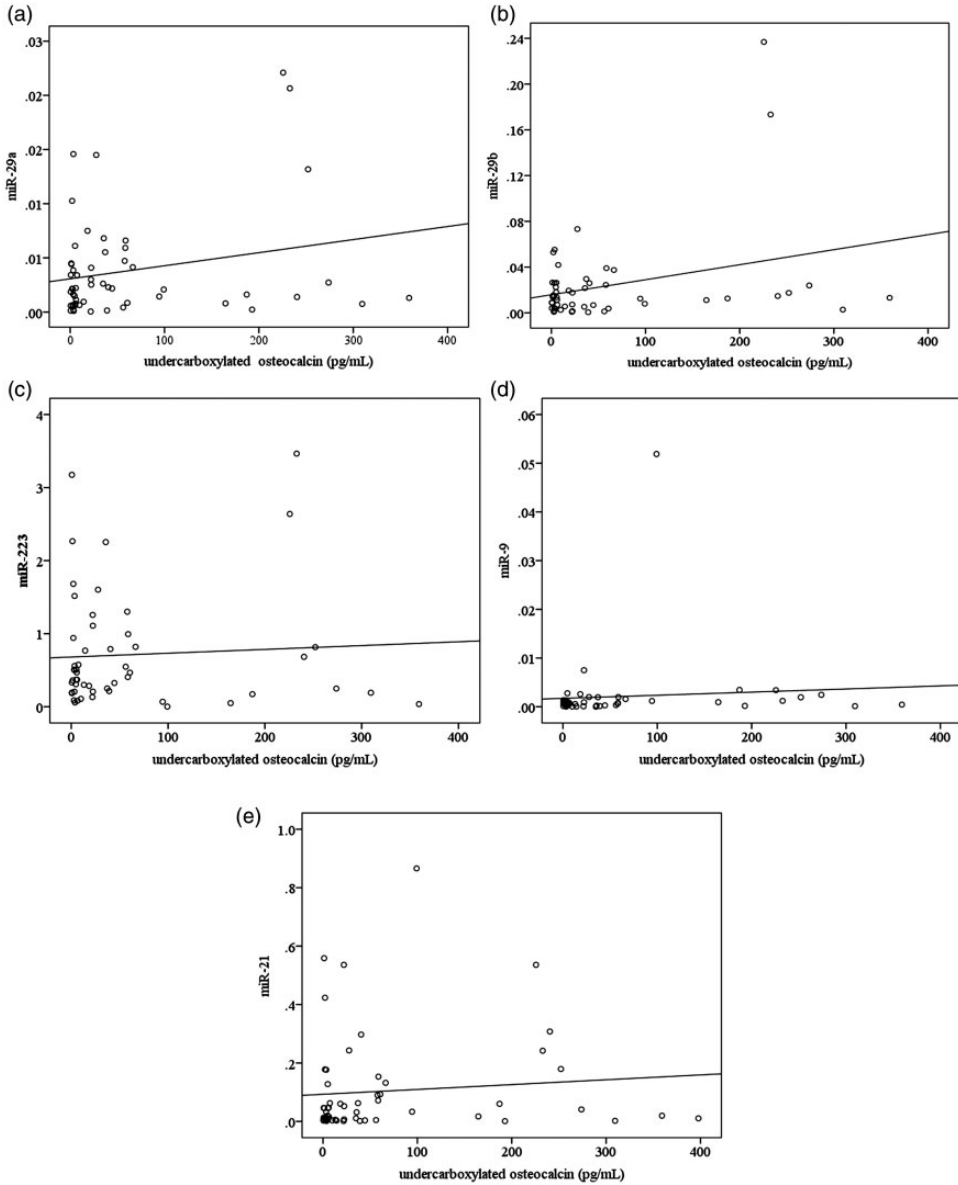 (a)
.03
.02
.02
.01
.01
.00
miR-29a
0 100 200 300 400
undercarboxylated osteocalcin (pg/mL)
(b)
.24
.20
.16
.12
.08
.04
.00
miR-29b
0 100 200 300 400
undercarboxylated osteocalcin (pg/mL)
(c)
4
3
2
1
0
miR-223
0 100 200 300 400
undercarboxylated osteocalcin (pg/mL)
(d)
.06
.05
.04
.03
.02
.01
.00
miR-9
0 100 200 300 400
undercarboxylated osteocalcin (pg/mL)
(e)
1.0
.8
.6
.4
.2
.0
miR-21
0 100 200 300 400
undercarboxylated osteocalcin (pg/mL)